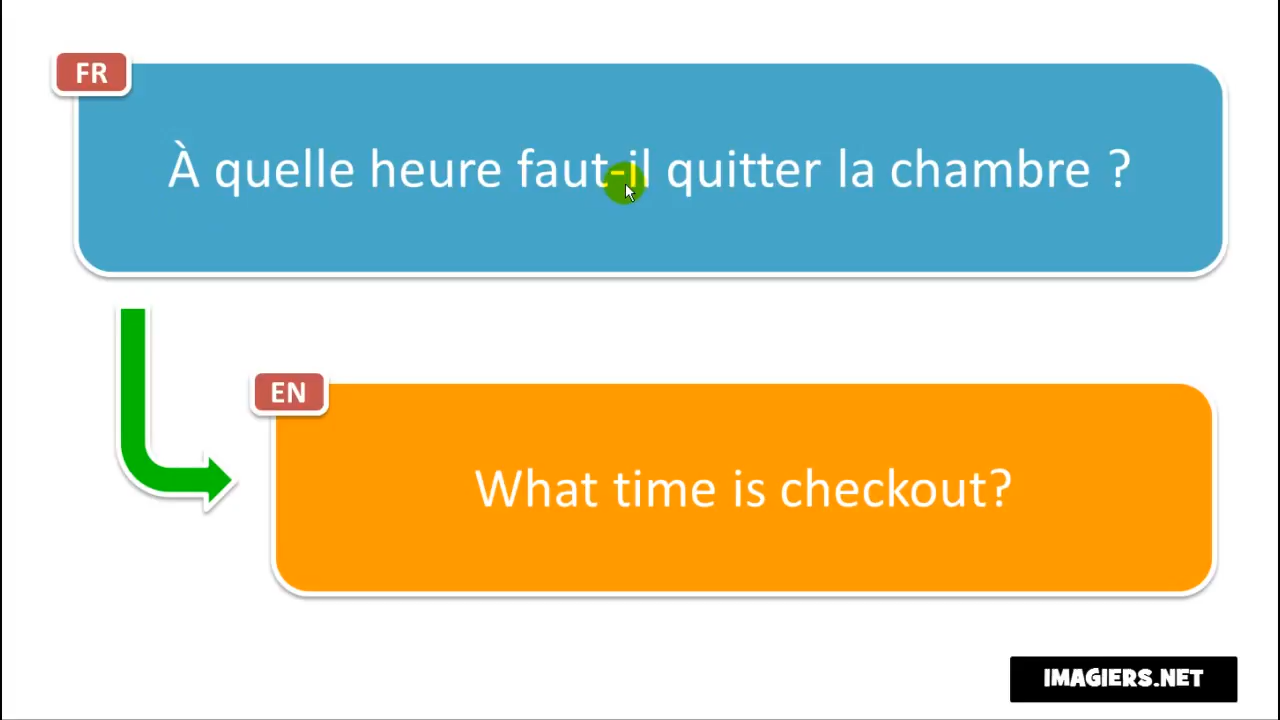 FR
À quelle heure faut-il quitter la chambre ?
EN
What time is checkout?
IMAGIERS.NET